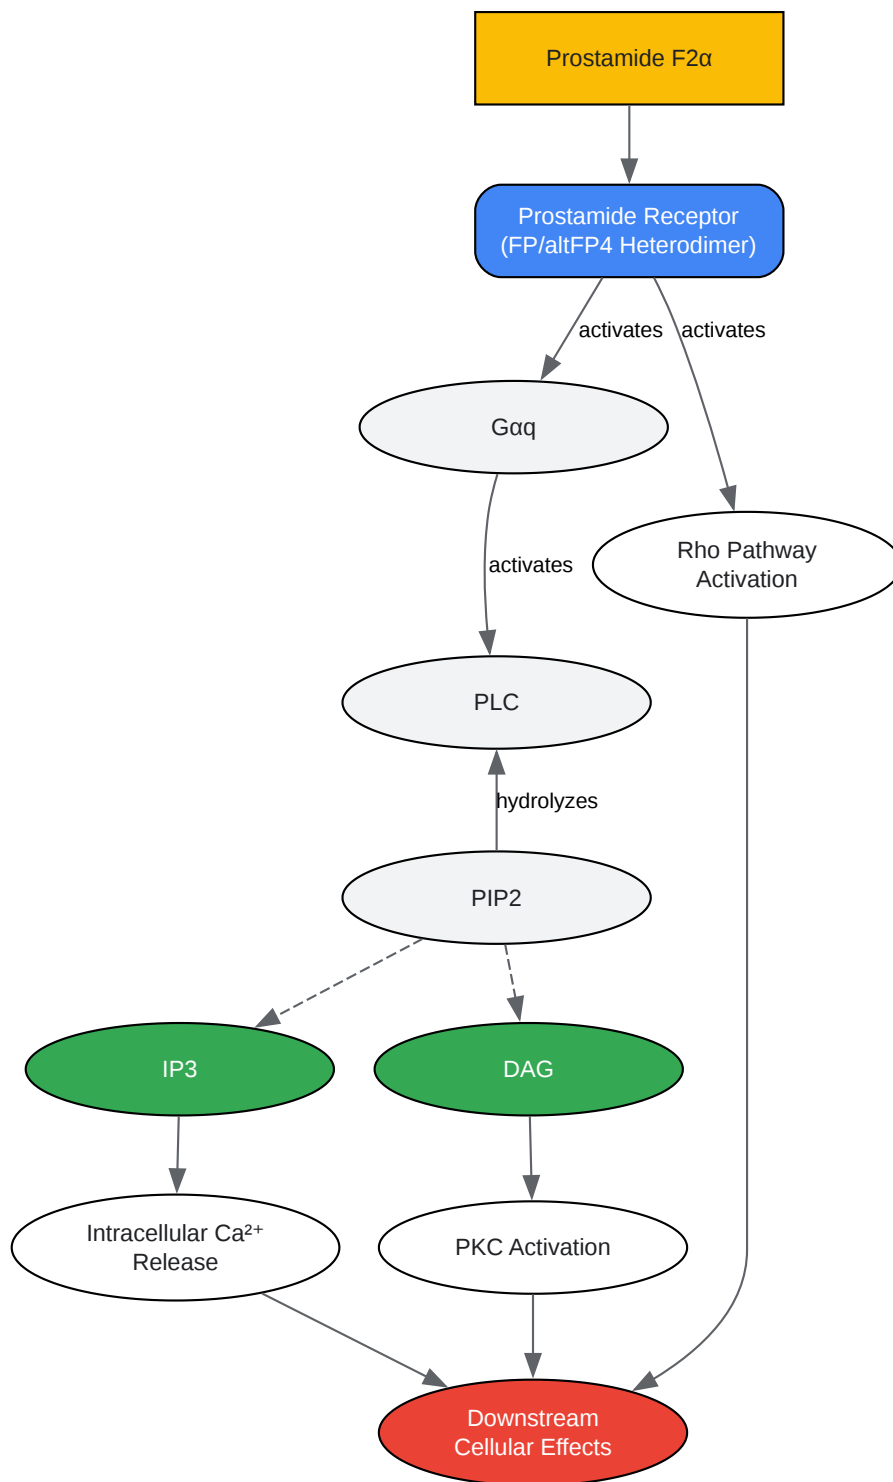 Prostamide F2α
Prostamide Receptor
(FP/altFP4 Heterodimer)
activates
activates
Gαq
Rho Pathway
Activation
activates
PLC
hydrolyzes
PIP2
IP3
DAG
Intracellular Ca²⁺
Release
PKC Activation
Downstream
Cellular Effects